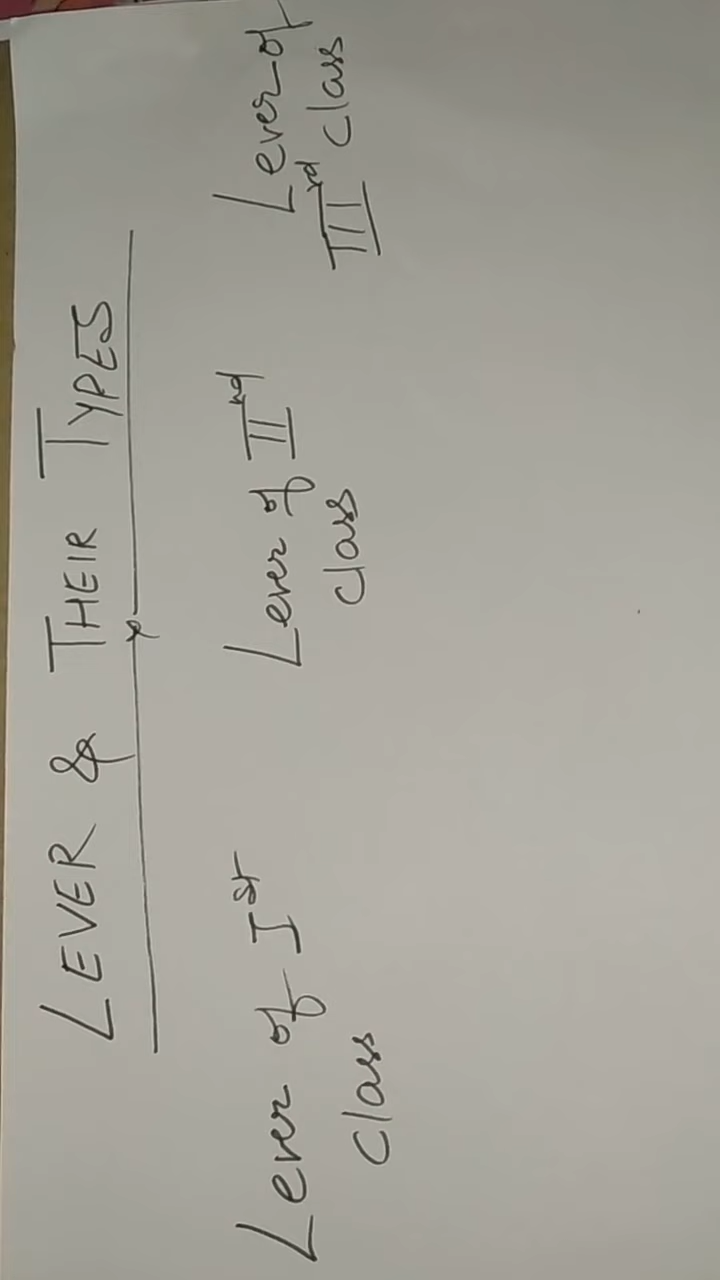 LEVER & THEIR TYPES
Lever of Ist
class
Lever of IInd
class
Lever of
IIIrd class